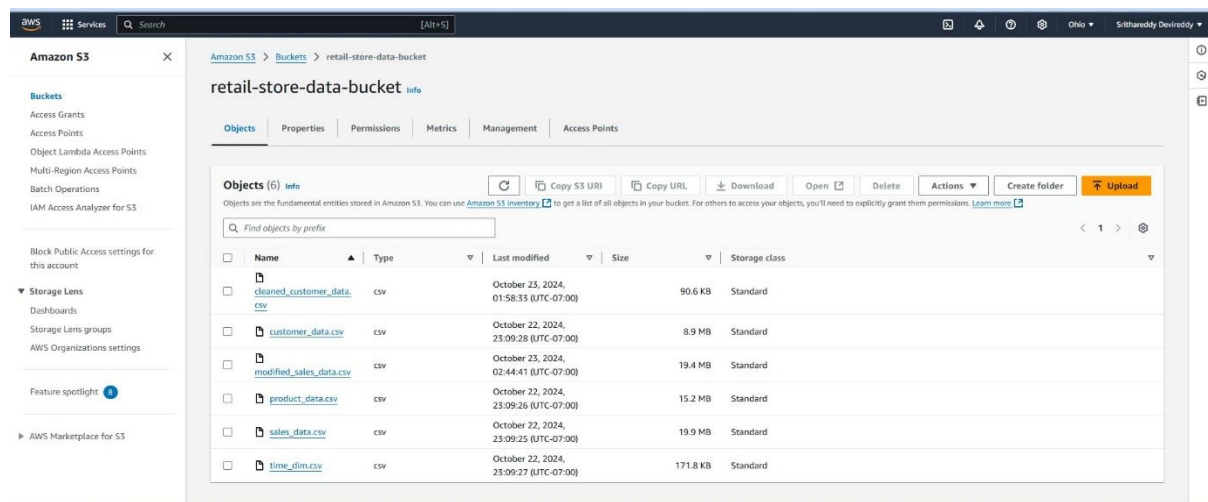 aws Services Search [Alt+S] Ohio Srithareddy Devireddy
Amazon S3
Buckets
Access Grants
Access Points
Object Lambda Access Points
Multi-Region Access Points
Batch Operations
IAM Access Analyzer for S3
Block Public Access settings for
this account
Storage Lens
Dashboards
Storage Lens groups
AWS Organizations settings
Feature spotlight 8
AWS Marketplace for S3
Amazon S3 > Buckets > retail-store-data-bucket
retail-store-data-bucket Info
Objects Properties Permissions Metrics Management Access Points
Objects (6) Info Copy S3 URI Copy URL Download Open Delete Actions Create folder Upload
Objects are the fundamental entities stored in Amazon S3. You can use Amazon S3 inventory to get a list of all objects in your bucket. For others to access your objects, you'll need to explicitly grant them permissions. Learn more
Find objects by prefix < 1 >
Name Type Last modified Size Storage class
cleaned_customer_data.
csv csv October 23, 2024,
01:58:33 (UTC-07:00) 90.6 KB Standard
customer_data.csv csv October 22, 2024,
23:09:28 (UTC-07:00) 8.9 MB Standard
modified_sales_data.csv csv October 23, 2024,
02:44:41 (UTC-07:00) 19.4 MB Standard
product_data.csv csv October 22, 2024,
23:09:26 (UTC-07:00) 15.2 MB Standard
sales_data.csv csv October 22, 2024,
23:09:25 (UTC-07:00) 19.9 MB Standard
time_dim.csv csv October 22, 2024,
23:09:27 (UTC-07:00) 171.8 KB Standard